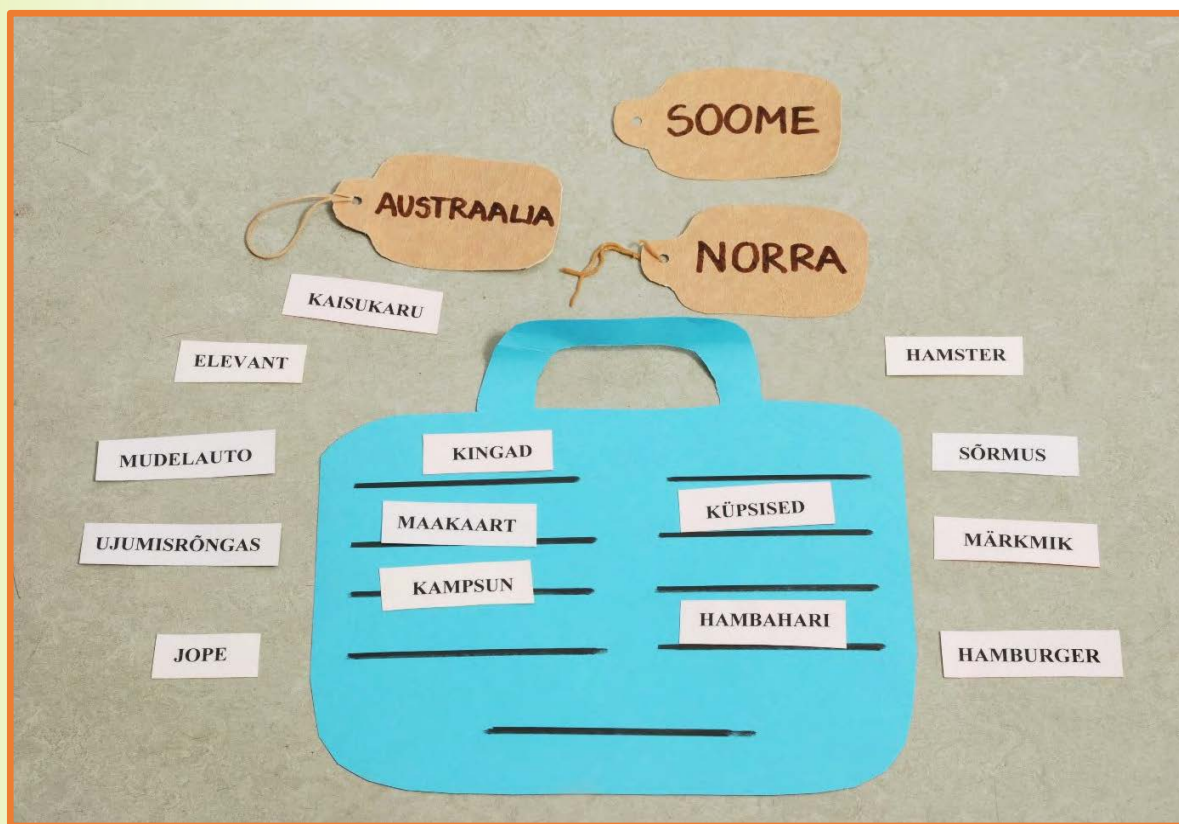 SOOME
AUSTRAALIA
NORRA
KAISUKARU
ELEVANT
HAMSTER
MUDELAUTO
KINGAD
SÕRMUS
MAAKAART
KÜPSISED
UJUMISRÕNGAS
MÄRKMIK
KAMPSUN
HAMBAHARI
JOPE
HAMBURGER